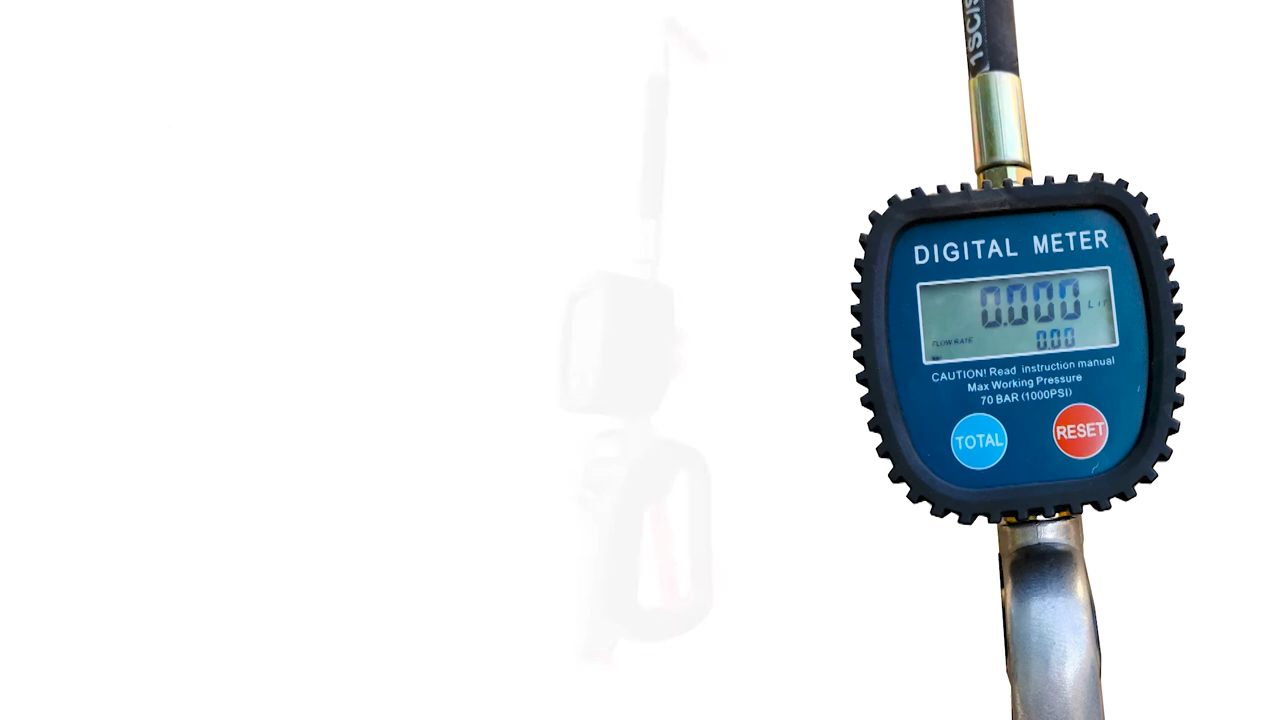 1SC/
DIGITAL METER
0.000 L
FLOW RATE 0.00
CAUTION! Read instruction manual
Max Working Pressure
70 BAR (1000PSI)
TOTAL RESET